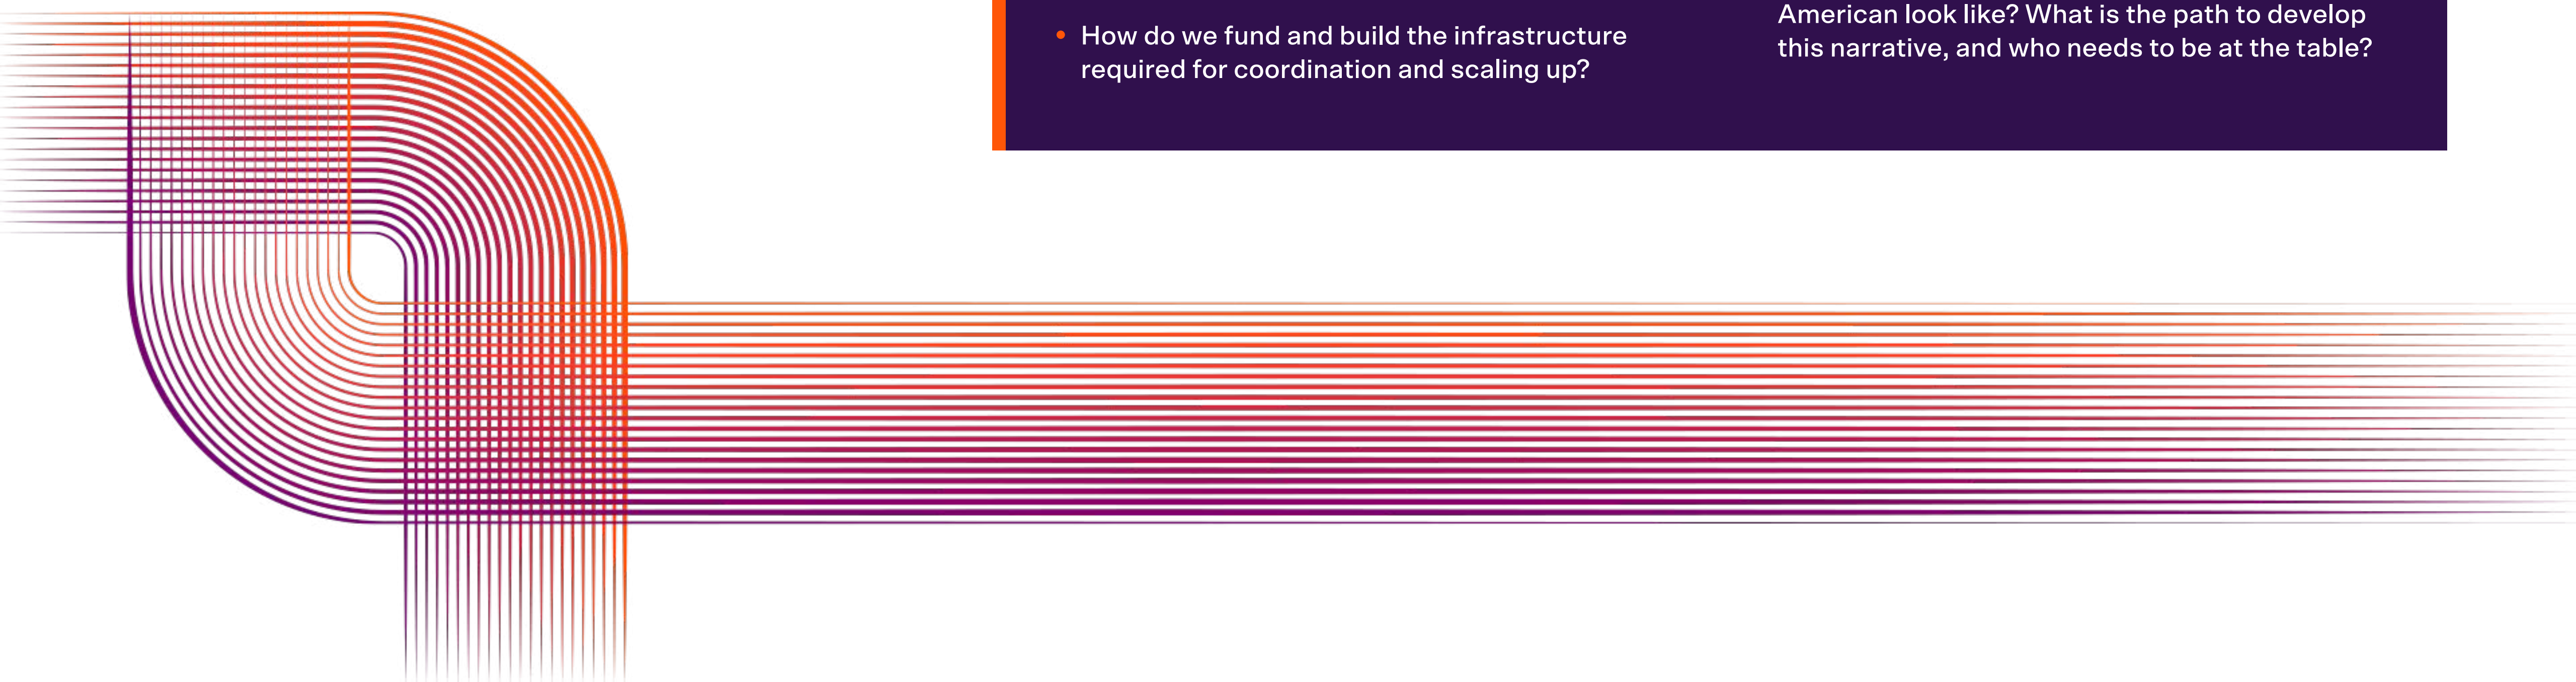 • How do we fund and build the infrastructure
required for coordination and scaling up?
American look like? What is the path to develop
this narrative, and who needs to be at the table?